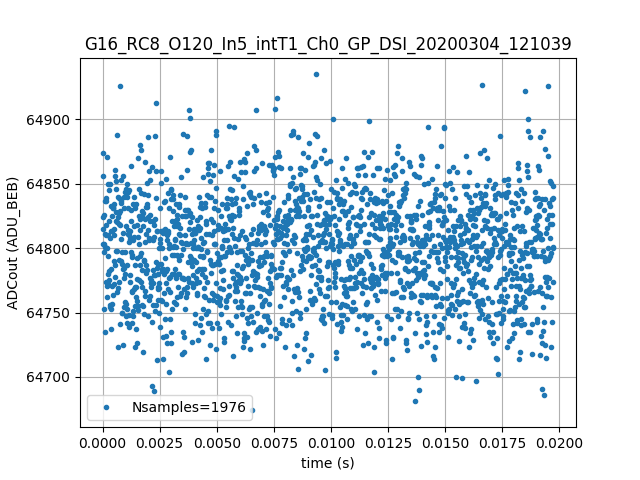 G16_RC8_O120_In5_intT1_Ch0_GP_DSI_20200304_121039
ADCout (ADU_BEB)
64900
64850
64800
64750
64700
Nsamples=1976
0.0000 0.0025 0.0050 0.0075 0.0100 0.0125 0.0150 0.0175 0.0200
time (s)